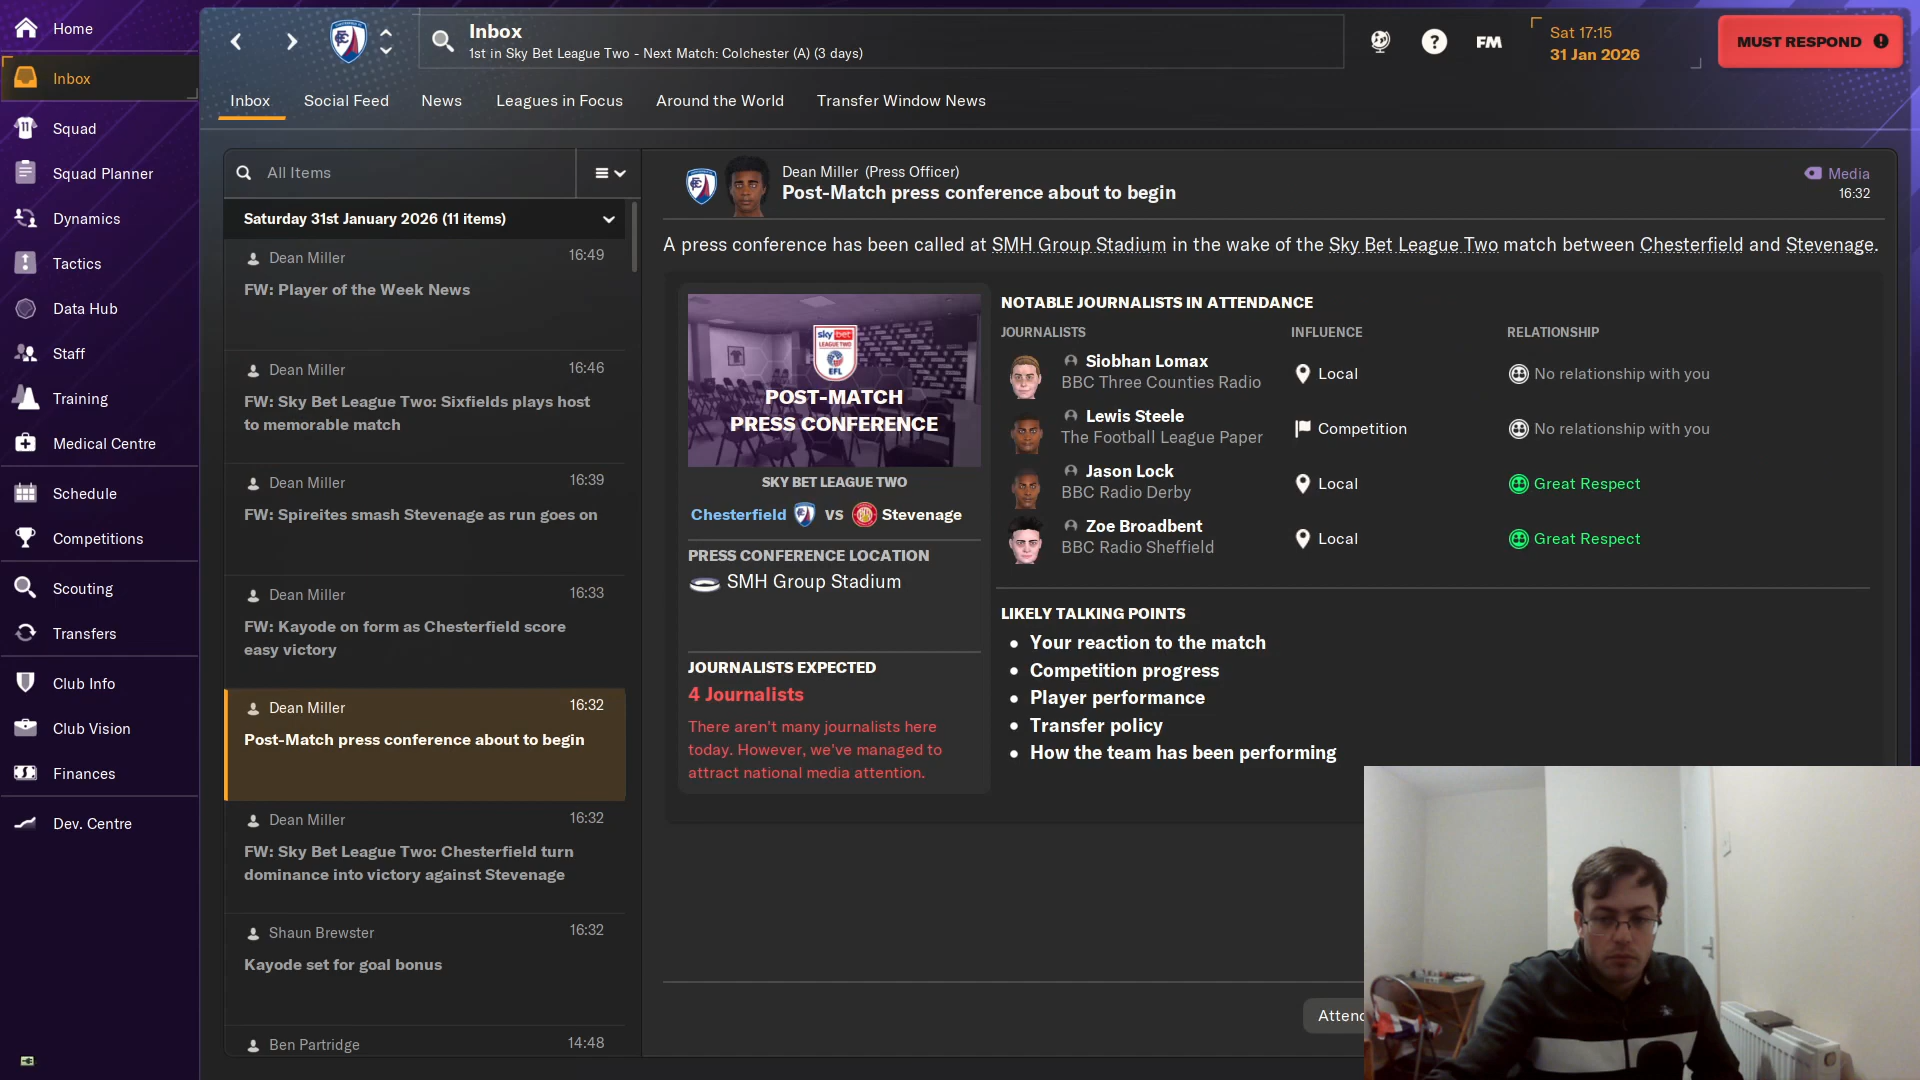 Home
Inbox
Squad
Squad Planner
Dynamics
Tactics
Data Hub
Staff
Training
Medical Centre
Schedule
Competitions
Scouting
Transfers
Club Info
Club Vision
Finances
Dev. Centre
Inbox
1st in Sky Bet League Two - Next Match: Colchester (A) (3 days)
FM
Sat 17:15
31 Jan 2026
MUST RESPOND
Inbox Social Feed News Leagues in Focus Around the World Transfer Window News
All Items
Saturday 31st January 2026 (11 items)
Dean Miller 16:49
FW: Player of the Week News
Dean Miller 16:46
FW: Sky Bet League Two: Sixfields plays host
to memorable match
Dean Miller 16:39
FW: Spireites smash Stevenage as run goes on
Dean Miller 16:33
FW: Kayode on form as Chesterfield score
easy victory
Dean Miller 16:32
Post-Match press conference about to begin
Dean Miller 16:32
FW: Sky Bet League Two: Chesterfield turn
dominance into victory against Stevenage
Shaun Brewster 16:32
Kayode set for goal bonus
Ben Partridge 14:48
Dean Miller (Press Officer)
Post-Match press conference about to begin
Media
16:32
A press conference has been called at SMH Group Stadium in the wake of the Sky Bet League Two match between Chesterfield and Stevenage.
sky bet
LEAGUE TWO
EFL
POST-MATCH
PRESS CONFERENCE
SKY BET LEAGUE TWO
Chesterfield VS Stevenage
PRESS CONFERENCE LOCATION
SMH Group Stadium
JOURNALISTS EXPECTED
4 Journalists
There aren't many journalists here
today. However, we've managed to
attract national media attention.
NOTABLE JOURNALISTS IN ATTENDANCE
JOURNALISTS INFLUENCE RELATIONSHIP
Siobhan Lomax
BBC Three Counties Radio
Local
No relationship with you
Lewis Steele
The Football League Paper
Competition
No relationship with you
Jason Lock
BBC Radio Derby
Local
Great Respect
Zoe Broadbent
BBC Radio Sheffield
Local
Great Respect
LIKELY TALKING POINTS
• Your reaction to the match
• Competition progress
• Player performance
• Transfer policy
• How the team has been performing
Attend